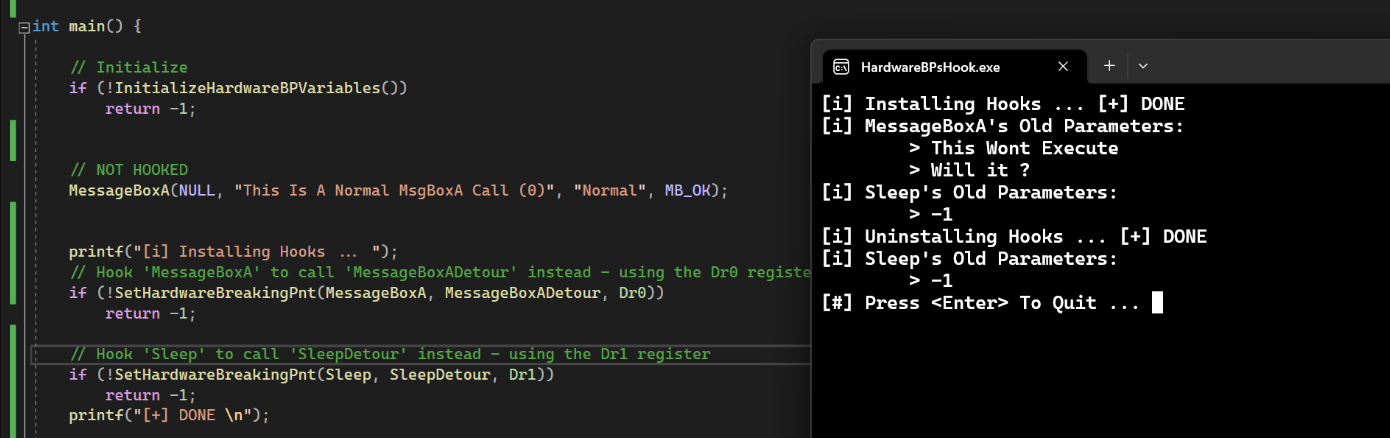 int main() {
// Initialize
if (!InitializeHardwareBPVariables())
return -1;
// NOT HOOKED
MessageBoxA(NULL, "This Is A Normal MsgBoxA Call (0)", "Normal", MB_OK);
printf("[i] Installing Hooks ... ");
// Hook 'MessageBoxA' to call 'MessageBoxADetour' instead - using the Dr0 registe
if (!SetHardwareBreakingPnt(MessageBoxA, MessageBoxADetour, Dr0))
return -1;
// Hook 'Sleep' to call 'SleepDetour' instead - using the Dr1 register
if (!SetHardwareBreakingPnt(Sleep, SleepDetour, Dr1))
return -1;
printf("[+] DONE \n");
HardwareBPsHook.exe
[i] Installing Hooks ... [+] DONE
[i] MessageBoxA's Old Parameters:
> This Wont Execute
> Will it ?
[i] Sleep's Old Parameters:
> -1
[i] Uninstalling Hooks ... [+] DONE
[i] Sleep's Old Parameters:
> -1
[#] Press <Enter> To Quit ...